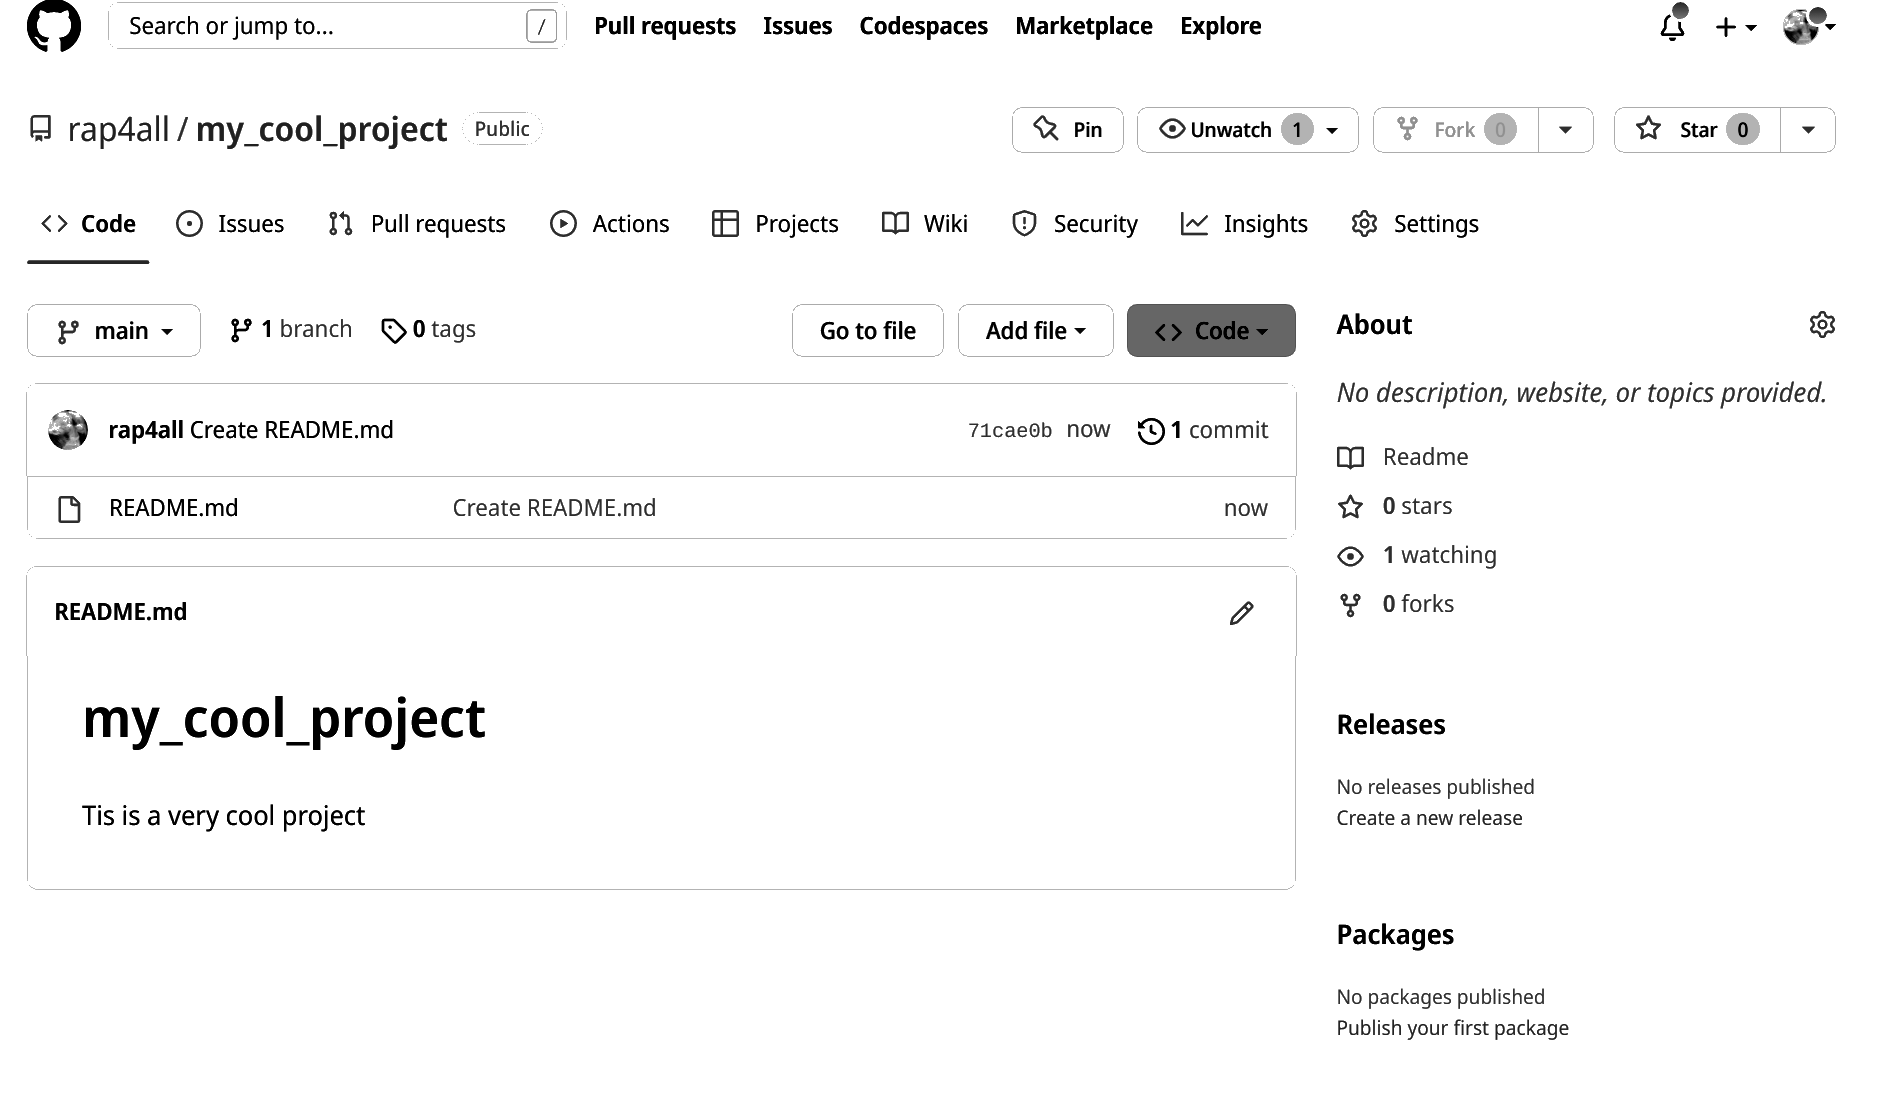 Search or jump to... / Pull requests Issues Codespaces Marketplace Explore
rap4all / my_cool_project Public Pin Unwatch 1 Fork 0 Star 0
Code Issues Pull requests Actions Projects Wiki Security Insights Settings
main 1 branch 0 tags Go to file Add file Code
rap4all Create README.md 71cae0b now 1 commit
README.md Create README.md now
README.md
my_cool_project
Tis is a very cool project
About
No description, website, or topics provided.
Readme
0 stars
1 watching
0 forks
Releases
No releases published
Create a new release
Packages
No packages published
Publish your first package